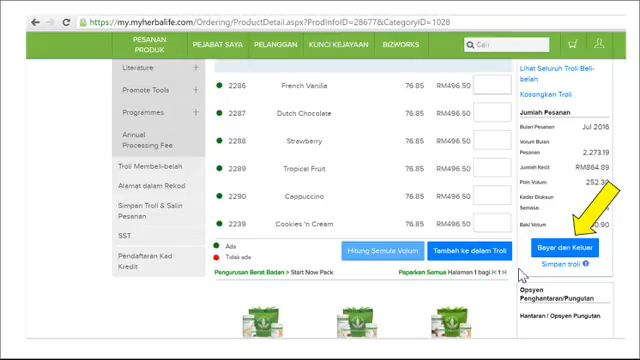 https://my.myherbalife.com/Ordering/ProductDetail.aspx?ProdInfoID=28677&CategoryID=1028
PESANAN PRODUK
PEJABAT SAYA
PELANGGAN
KUNCI KEJAYAAN
BIZWORKS
Cari
Literature +
Promote Tools +
Programmes +
Annual
Processing Fee
Troli Membeli-belah
Alamat dalam Rekod
Simpan Troli & Salin
Pesanan
SST
Pendaftaran Kad
Kredit
2286 French Vanilla 76.85 RM496.50
2287 Dutch Chocolate 76.85 RM496.50
2288 Strawberry 76.85 RM496.50
2289 Tropical Fruit 76.85 RM496.50
2290 Cappuccino 76.85 RM496.50
2239 Cookies 'n Cream 76.85 RM496.50
Ada
Tidak ada
Hitung Semula Volum
Tambah ke dalam Troli
Pengurusan Berat Badan > Start Now Pack
Paparkan Semua Halaman 1 bagi 1
Lihat Seluruh Troli Beli-
belah
Kosongkan Troli
Jumlah Pesanan
Bulan Pesanan Jul 2016
Volum Bulan
Pesanan 2,273.19
Jumlah Kecil RM864.89
Poin Volum 252.3
Kadar Diskaun
Semasa:
Baki Volum 0.90
Bayar dan Keluar
Simpan troli
Opsyen
Penghantaran/Pungutan
Hantaran / Opsyen Pungutan